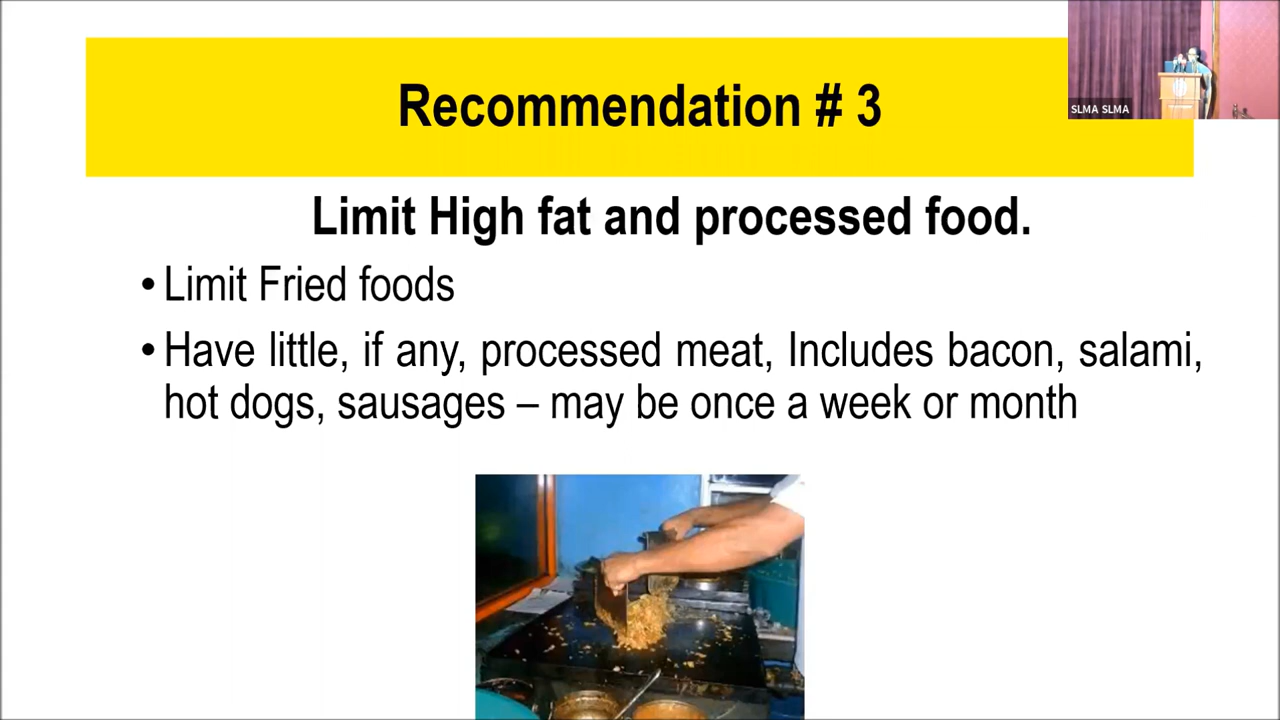 Recommendation # 3
SLMA SLMA
Limit High fat and processed food.
• Limit Fried foods
• Have little, if any, processed meat, Includes bacon, salami,
hot dogs, sausages – may be once a week or month